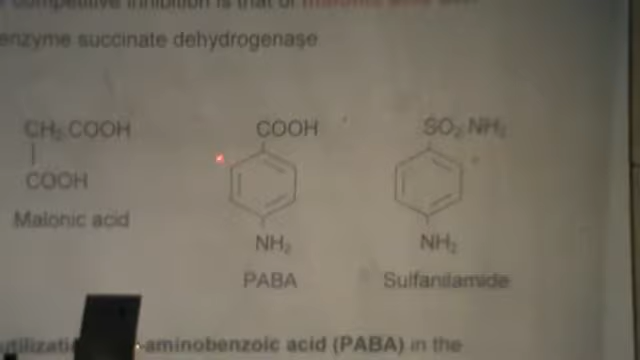 competitive inhibition is that of malonic acid
enzyme succinate dehydrogenase
CH₂COOH
COOH
Malonic acid
COOH
NH₂
PABA
SO₂NH₂
NH₂
Sulfanilamide
-aminobenzoic acid (PABA) in the